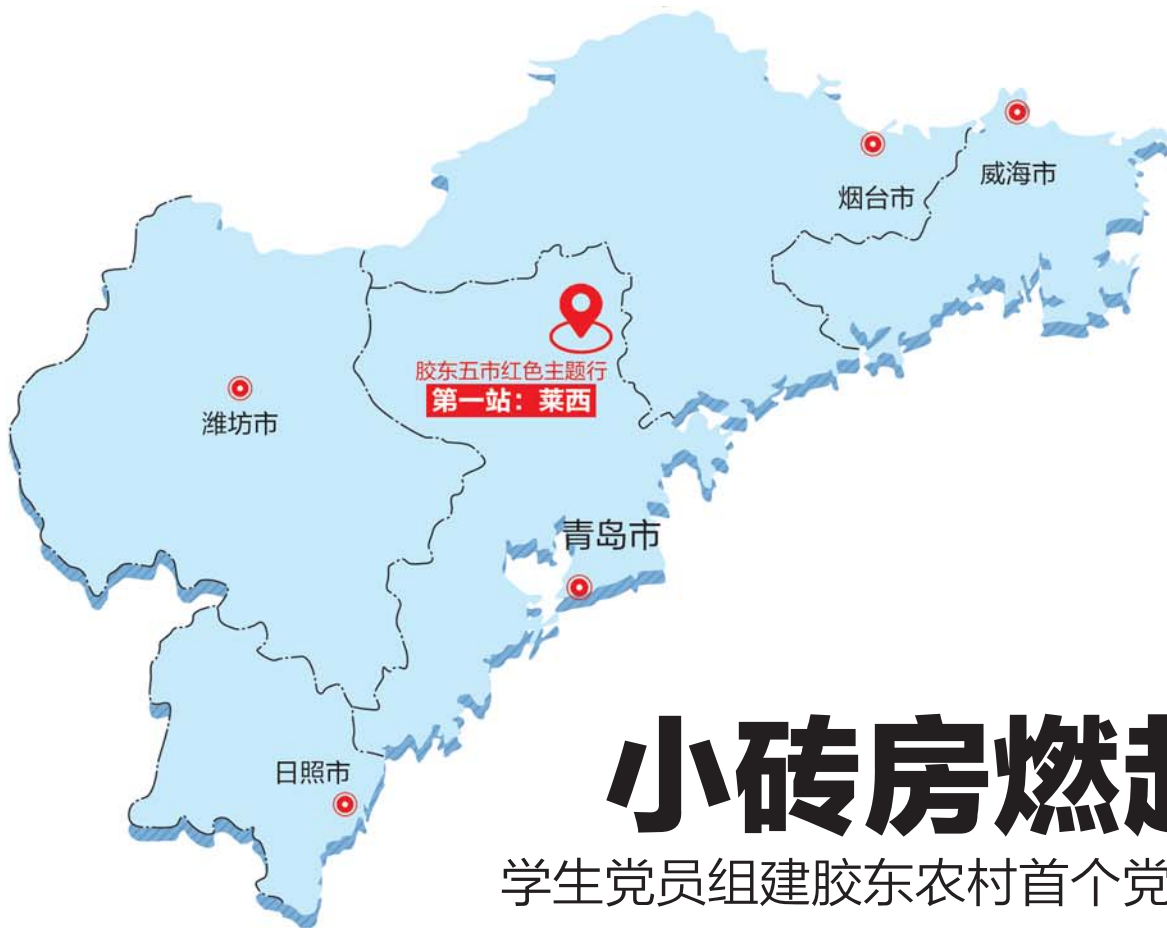 烟台市
威海市
胶东五市红色主题行
第一站：莱西
潍坊市
青岛市
日照市
小砖房燃起
学生党员组建胶东农村首个党